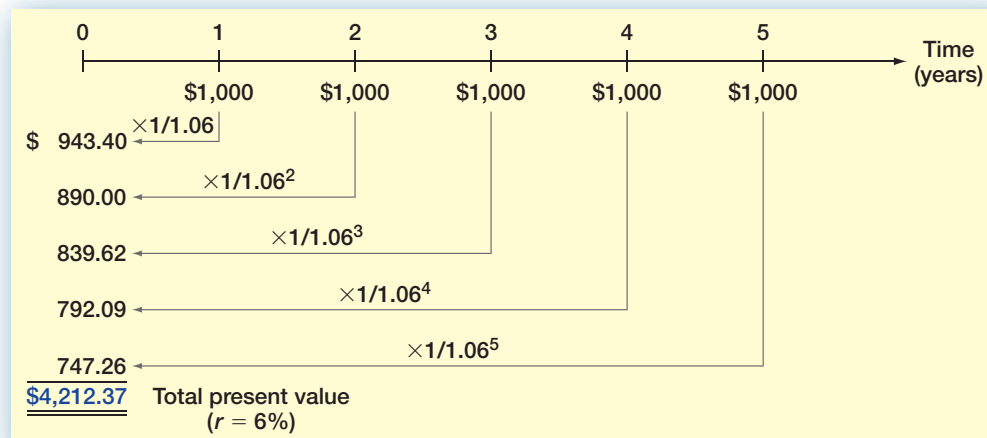 0 1 2 3 4 5
Time
(years)
$1,000 $1,000 $1,000 $1,000 $1,000
×1/1.06
$ 943.40
×1/1.06²
890.00
×1/1.06³
839.62
×1/1.06⁴
792.09
×1/1.06⁵
747.26
$4,212.37 Total present value
(r = 6%)